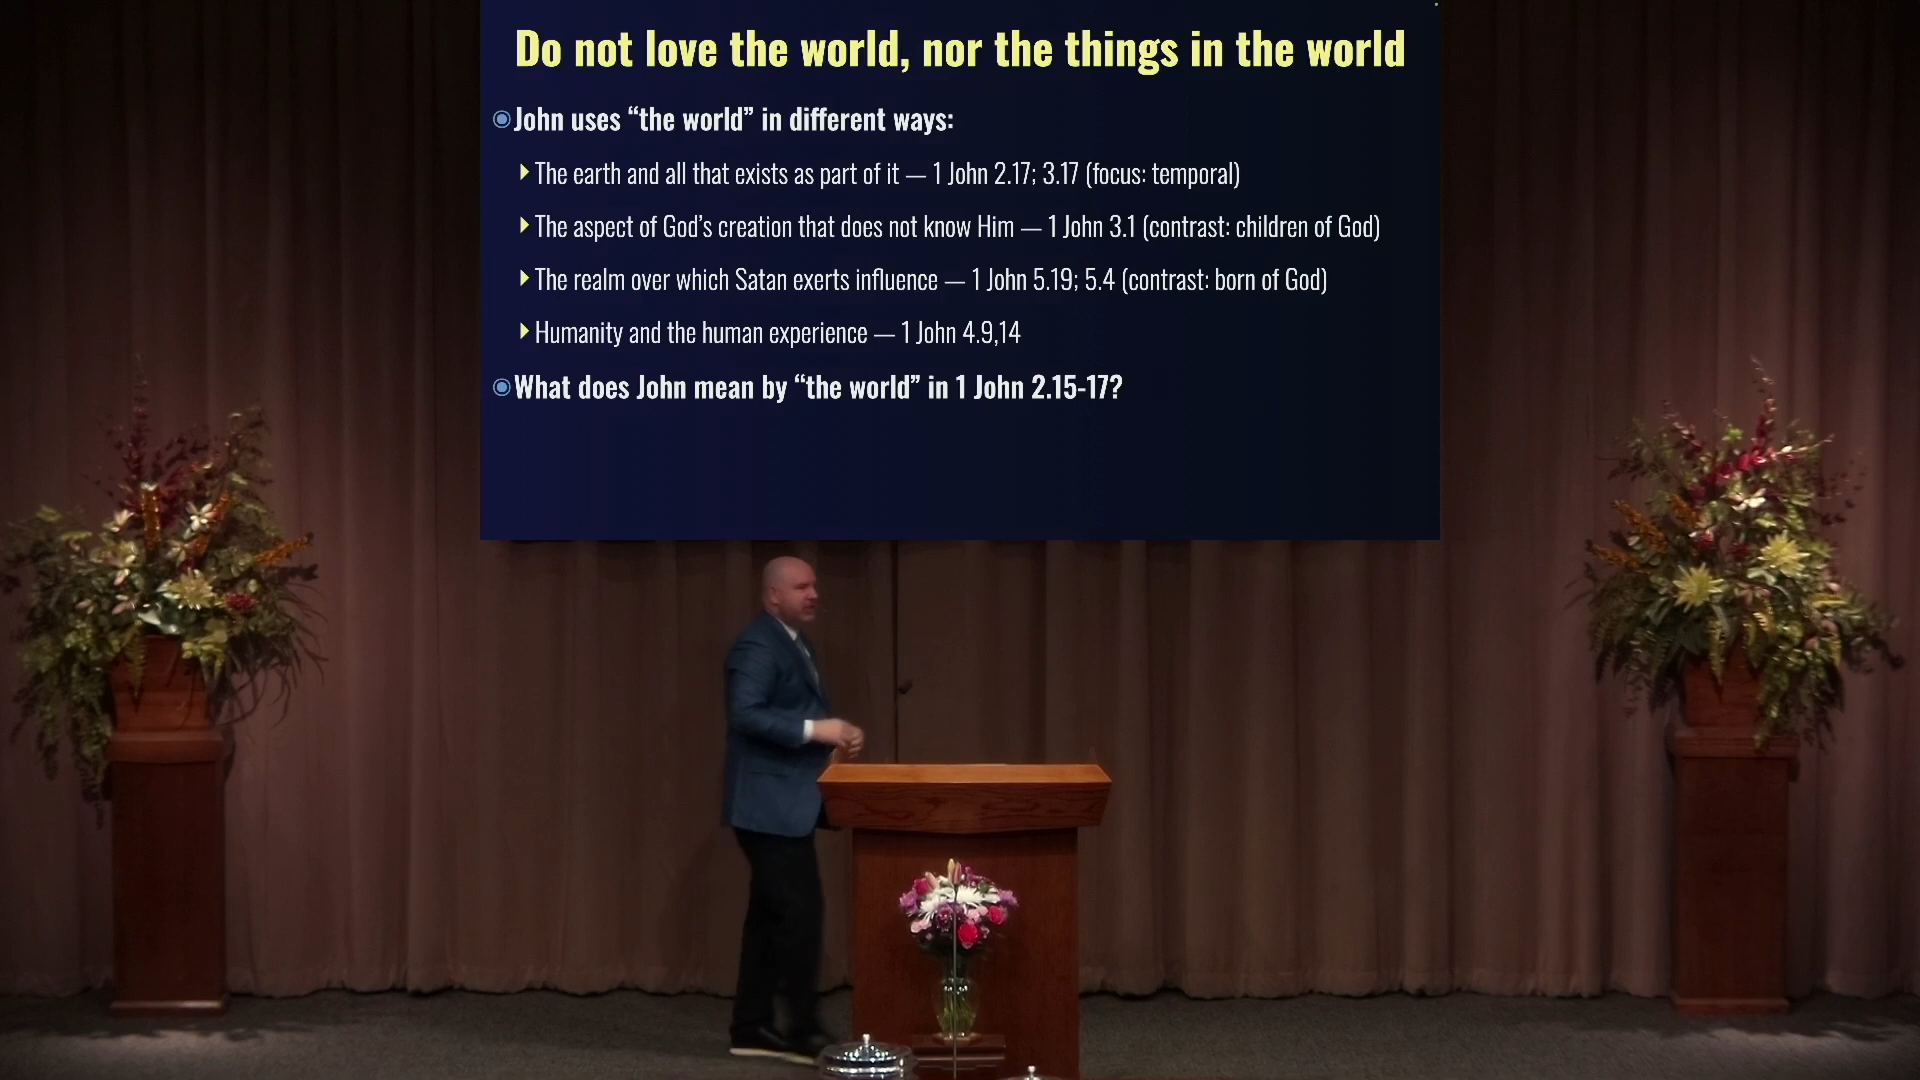 Do not love the world, nor the things in the world
John uses “the world” in different ways:
The earth and all that exists as part of it — 1 John 2.17; 3.17 (focus: temporal)
The aspect of God’s creation that does not know Him — 1 John 3.1 (contrast: children of God)
The realm over which Satan exerts influence — 1 John 5.19; 5.4 (contrast: born of God)
Humanity and the human experience — 1 John 4.9,14
What does John mean by “the world” in 1 John 2.15-17?